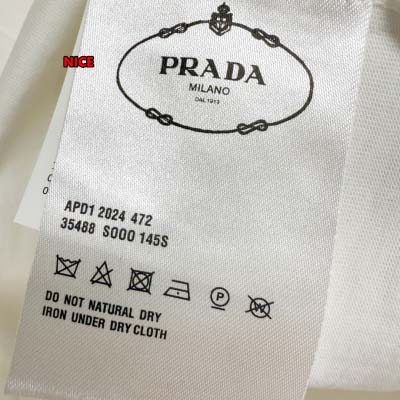 NICE
PRADA
MILANO
DAL 1913
APD1 2024 472
35488 S000 145S
P
W
DO NOT NATURAL DRY
IRON UNDER DRY CLOTH